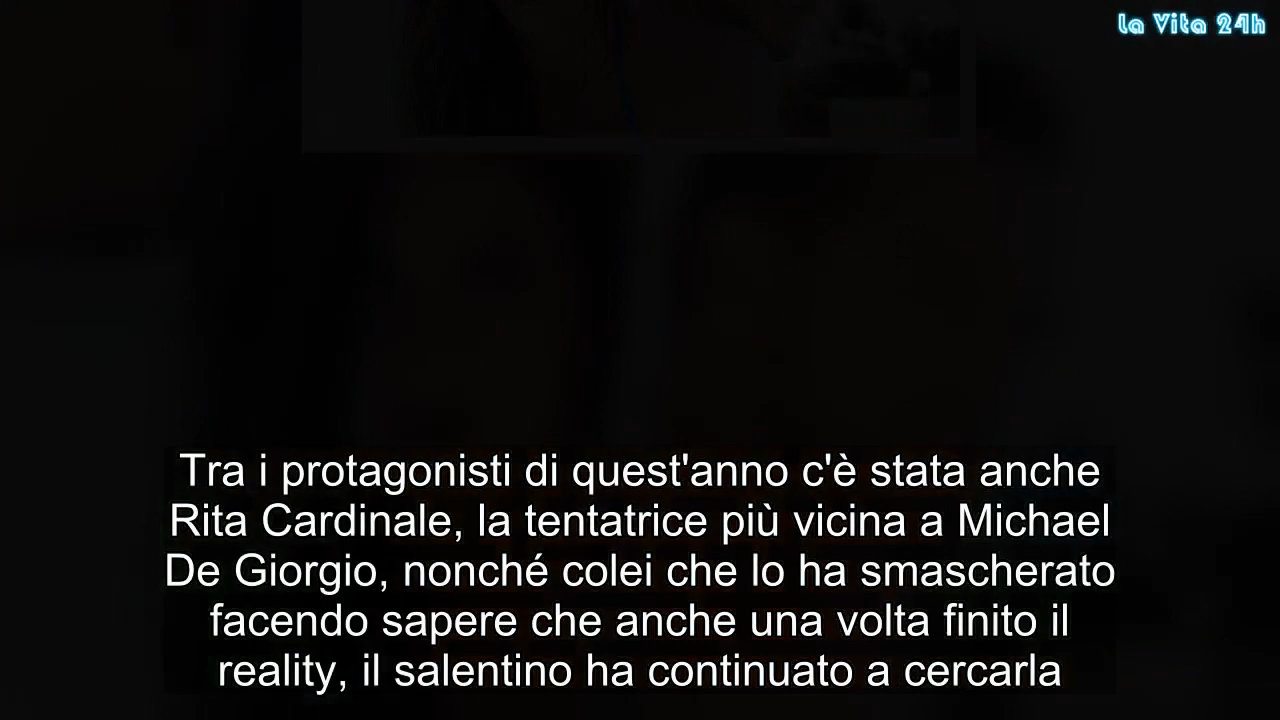 La Vita 24h
Tra i protagonisti di quest'anno c'è stata anche
Rita Cardinale, la tentatrice più vicina a Michael
De Giorgio, nonché colei che lo ha smascherato
facendo sapere che anche una volta finito il
reality, il salentino ha continuato a cercarla